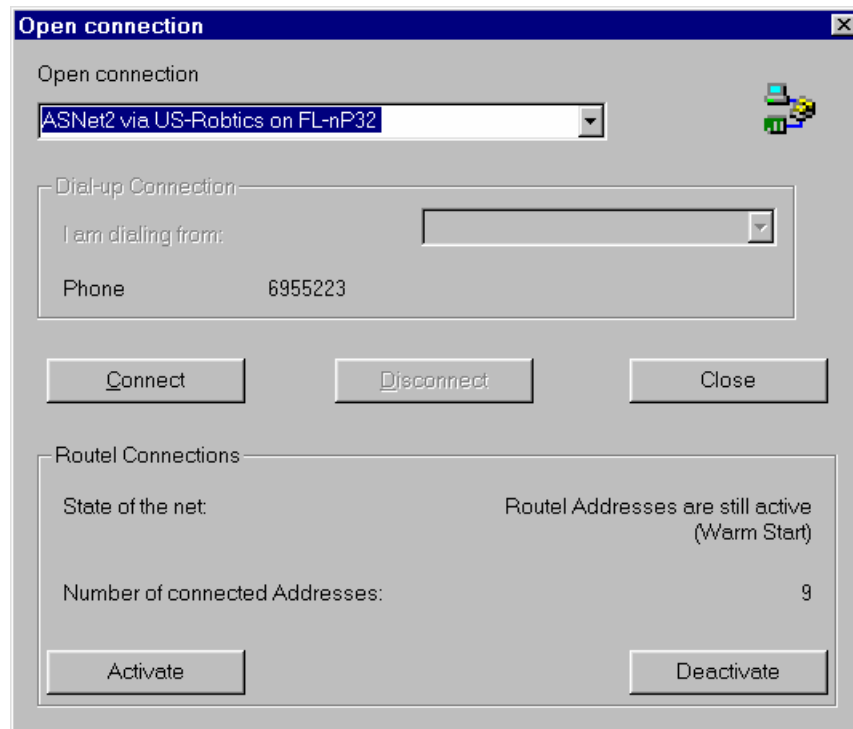 Open connection
Open connection
ASNet2 via US-Robtics on FL-nP32
Dial-up Connection
I am dialing from:
Phone 6955223
Connect Disconnect Close
Routel Connections
State of the net: Routel Addresses are still active
(Warm Start)
Number of connected Addresses: 9
Activate Deactivate